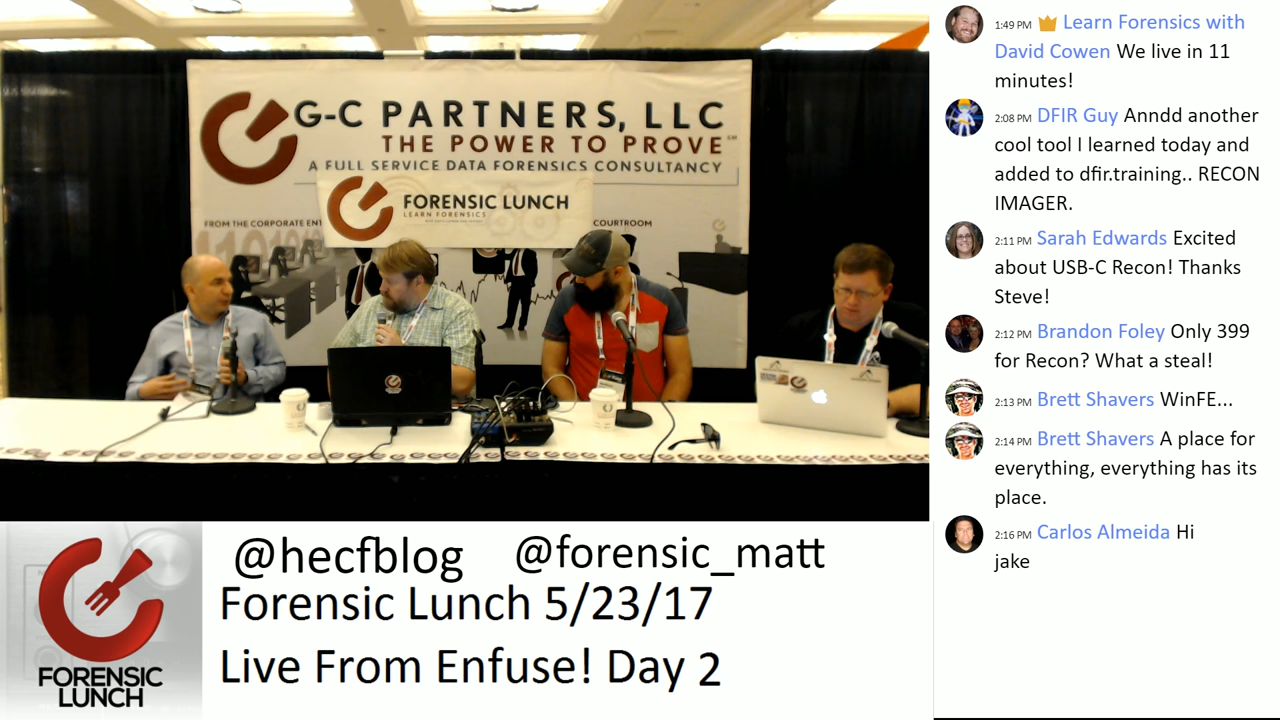 G-C PARTNERS, LLC
THE POWER TO PROVE
SM
A FULL SERVICE DATA FORENSICS CONSULTANCY
FORENSIC LUNCH
LEARN FORENSICS
FROM THE CORPORATE ENT
COURTROOM
@hecfblog @forensic_matt
Forensic Lunch 5/23/17
Live From Enfuse! Day 2
FORENSIC
LUNCH
1:49 PM Learn Forensics with
David Cowen We live in 11
minutes!
2:08 PM DFIR Guy Anndd another
cool tool I learned today and
added to dfir.training.. RECON
IMAGER.
2:11 PM Sarah Edwards Excited
about USB-C Recon! Thanks
Steve!
2:12 PM Brandon Foley Only 399
for Recon? What a steal!
2:13 PM Brett Shavers WinFE...
2:14 PM Brett Shavers A place for
everything, everything has its
place.
2:16 PM Carlos Almeida Hi
jake